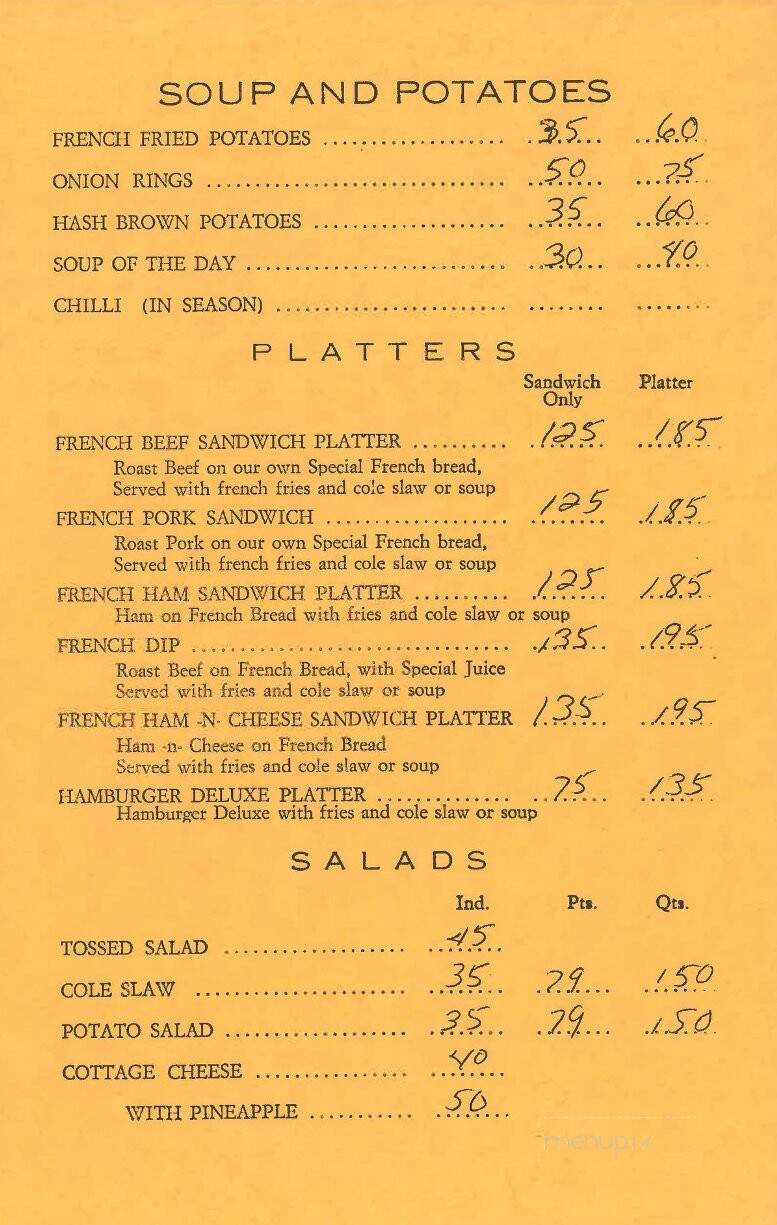 SOUP AND POTATOES
FRENCH FRIED POTATOES .................. 35 60
ONION RINGS ............................... 50 75
HASH BROWN POTATOES .................... 35 60
SOUP OF THE DAY ........................... 30 40
CHILLI (IN SEASON) ........................ ........ ........
PLATTERS
Sandwich Only Platter
FRENCH BEEF SANDWICH PLATTER .......... 125 185
Roast Beef on our own Special French bread,
Served with french fries and cole slaw or soup
FRENCH PORK SANDWICH ................... 125 185
Roast Pork on our own Special French bread,
Served with french fries and cole slaw or soup
FRENCH HAM SANDWICH PLATTER .......... 125 185
Ham on French Bread with fries and cole slaw or soup
FRENCH DIP ................................. 135 195
Roast Beef on French Bread, with Special Juice
Served with fries and cole slaw or soup
FRENCH HAM -N- CHEESE SANDWICH PLATTER 135 195
Ham -n- Cheese on French Bread
Served with fries and cole slaw or soup
HAMBURGER DELUXE PLATTER .............. 75 135
Hamburger Deluxe with fries and cole slaw or soup
SALADS
Ind. Pts. Qts.
TOSSED SALAD ................... 45
COLE SLAW ...................... 35 79 150
POTATO SALAD ................... 35 79 150
COTTAGE CHEESE ................ 40
WITH PINEAPPLE ........... 50
menupix